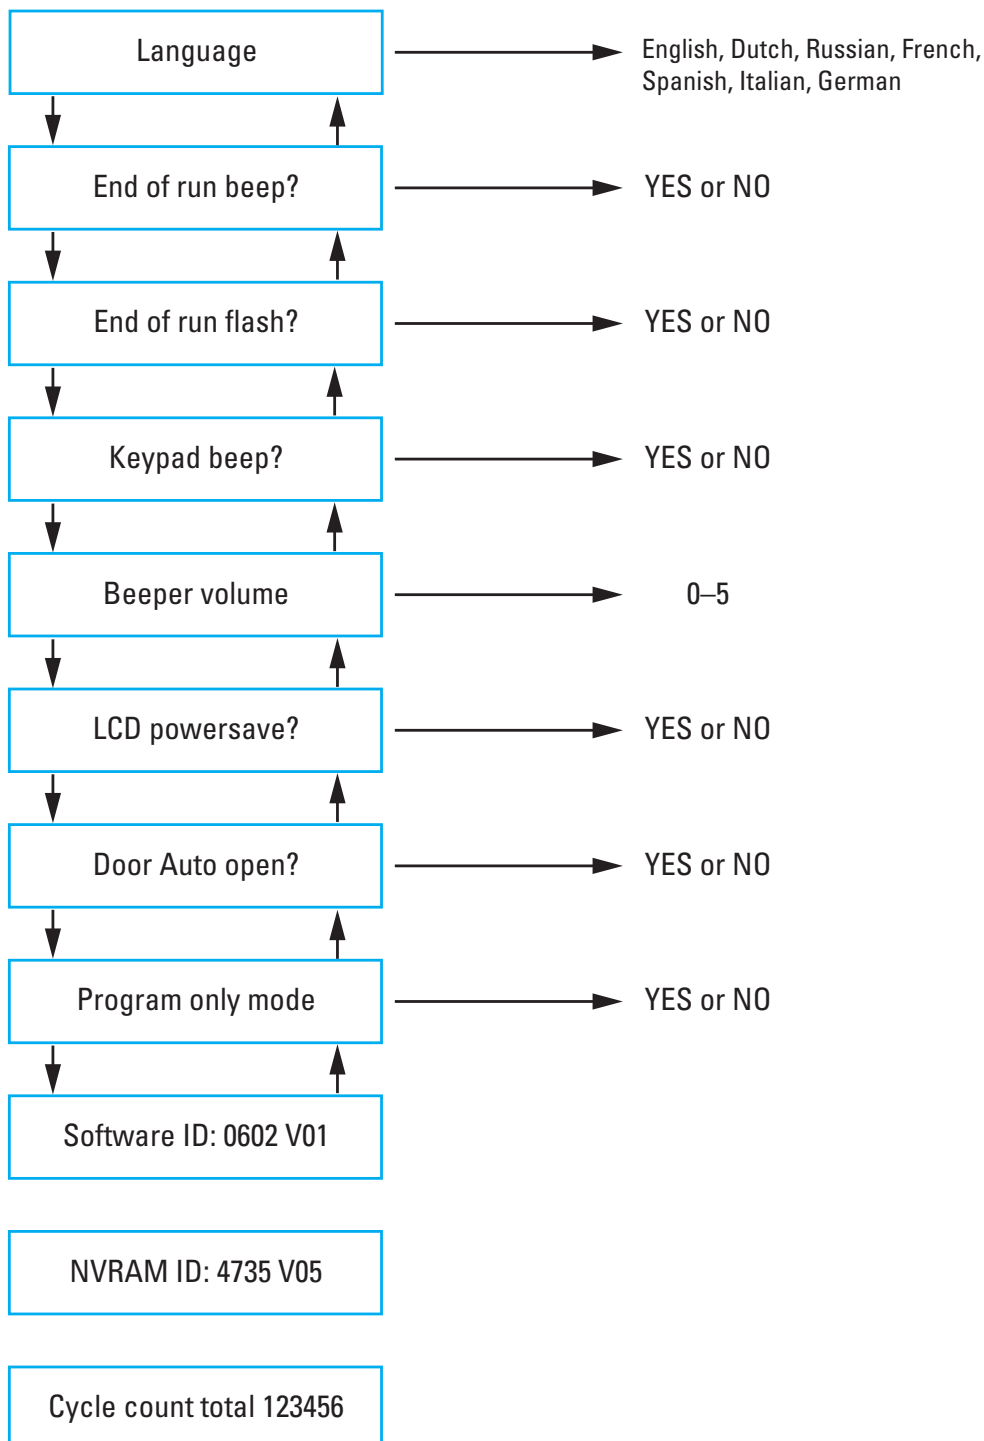 Language
English, Dutch, Russian, French,
Spanish, Italian, German
End of run beep?
YES or NO
End of run flash?
YES or NO
Keypad beep?
YES or NO
Beeper volume
0–5
LCD powersave?
YES or NO
Door Auto open?
YES or NO
Program only mode
YES or NO
Software ID: 0602 V01
NVRAM ID: 4735 V05
Cycle count total 123456